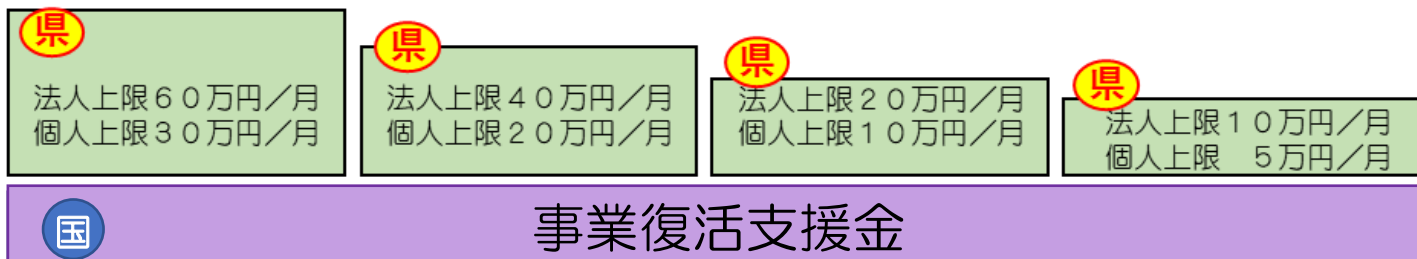 県
法人上限６０万円／月
個人上限３０万円／月
県
法人上限４０万円／月
個人上限２０万円／月
県
法人上限２０万円／月
個人上限１０万円／月
県
法人上限１０万円／月
個人上限　５万円／月
国
事業復活支援金